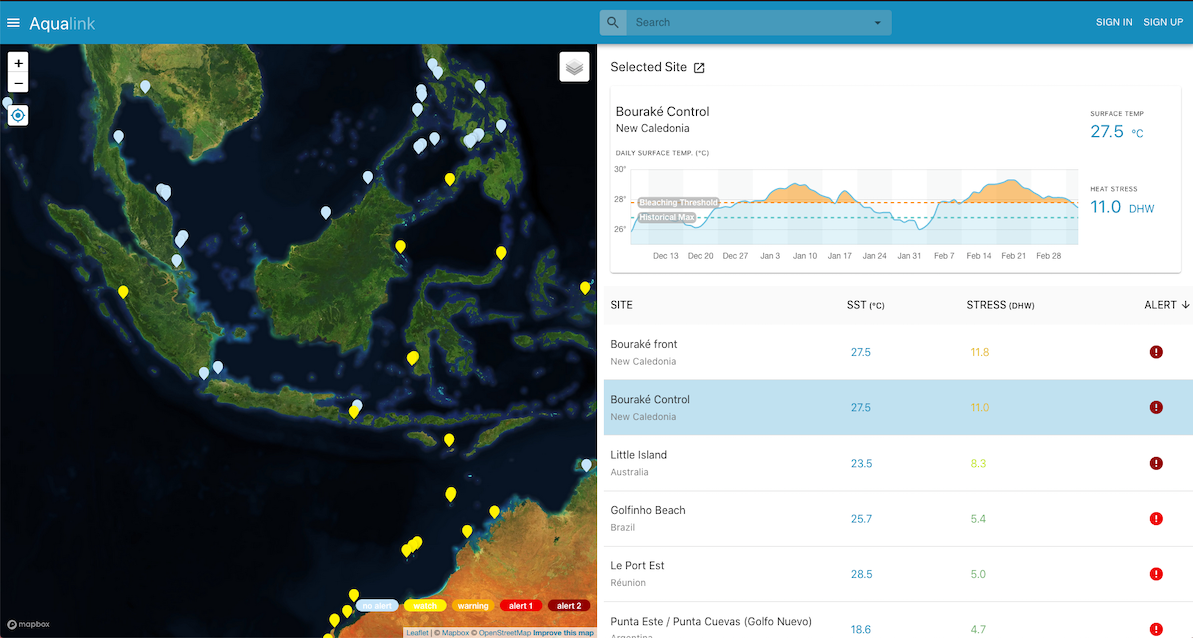 Aqualink
Search
SIGN IN SIGN UP
+
−
Selected Site
Bouraké Control
New Caledonia
SURFACE TEMP
27.5 °C
DAILY SURFACE TEMP. (°C)
30°
28°
26°
Bleaching Threshold
Historical Max
Dec 13 Dec 20 Dec 27 Jan 3 Jan 10 Jan 17 Jan 24 Jan 31 Feb 7 Feb 14 Feb 21 Feb 28
HEAT STRESS
11.0 DHW
SITE SST (°C) STRESS (DHW) ALERT
Bouraké front
New Caledonia
27.5 11.8
Bouraké Control
New Caledonia
27.5 11.0
Little Island
Australia
23.5 8.3
Golfinho Beach
Brazil
25.7 5.4
Le Port Est
Réunion
28.5 5.0
Punta Este / Punta Cuevas (Golfo Nuevo)
Argentina
18.6 4.7
no alert watch warning alert 1 alert 2
mapbox
Leaflet | © Mapbox © OpenStreetMap Improve this map